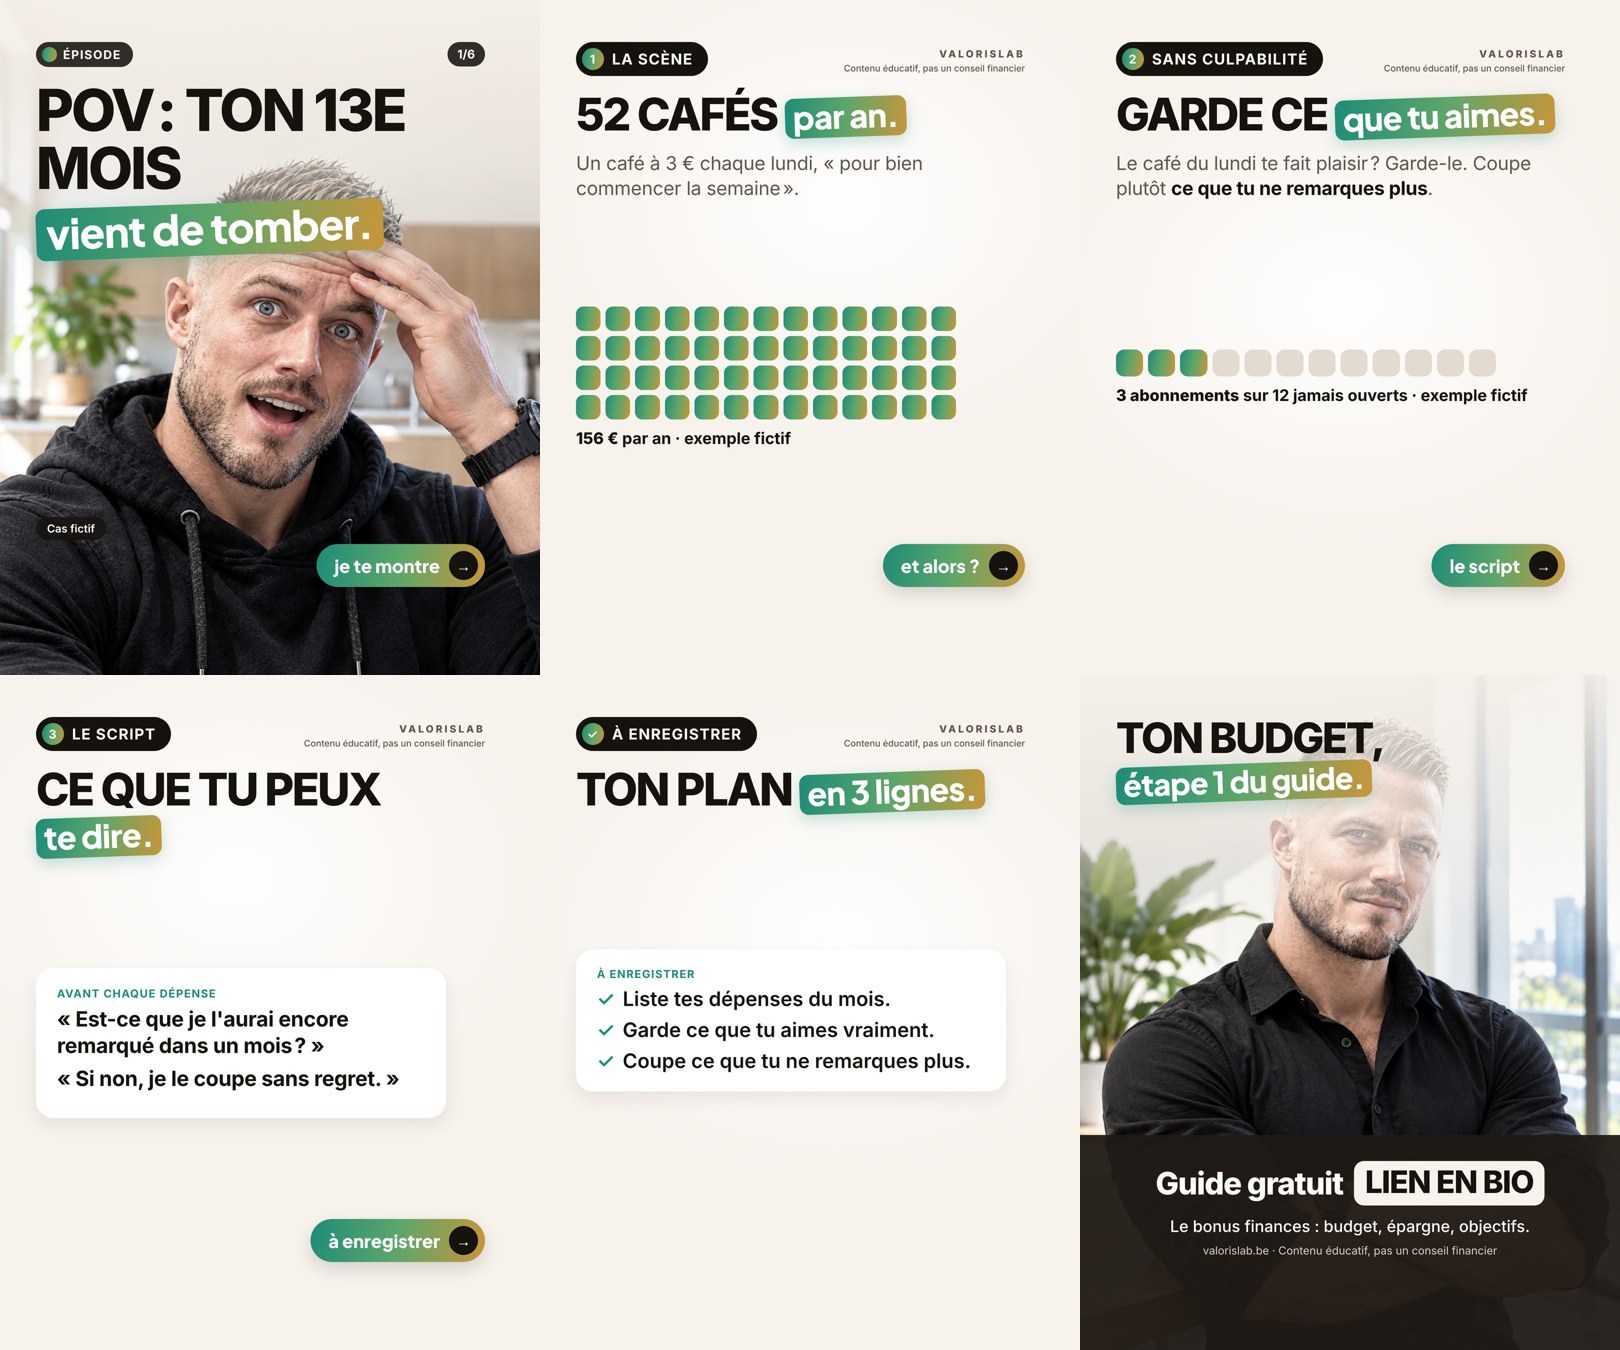 ÉPISODE
1/6
POV : TON 13E
MOIS
vient de tomber.
Cas fictif
je te montre →
1 LA SCÈNE
VALORISLAB
Contenu éducatif, pas un conseil financier
52 CAFÉS par an.
Un café à 3 € chaque lundi, « pour bien
commencer la semaine ».
156 € par an · exemple fictif
et alors ? →
2 SANS CULPABILITÉ
VALORISLAB
Contenu éducatif, pas un conseil financier
GARDE CE que tu aimes.
Le café du lundi te fait plaisir ? Garde-le. Coupe
plutôt ce que tu ne remarques plus.
3 abonnements sur 12 jamais ouverts · exemple fictif
le script →
3 LE SCRIPT
VALORISLAB
Contenu éducatif, pas un conseil financier
CE QUE TU PEUX
te dire.
AVANT CHAQUE DÉPENSE
« Est-ce que je l'aurai encore
remarqué dans un mois ? »
« Si non, je le coupe sans regret. »
à enregistrer →
✓ À ENREGISTRER
VALORISLAB
Contenu éducatif, pas un conseil financier
TON PLAN en 3 lignes.
À ENREGISTRER
✓ Liste tes dépenses du mois.
✓ Garde ce que tu aimes vraiment.
✓ Coupe ce que tu ne remarques plus.
TON BUDGET,
étape 1 du guide.
Guide gratuit LIEN EN BIO
Le bonus finances : budget, épargne, objectifs.
valorislab.be · Contenu éducatif, pas un conseil financier